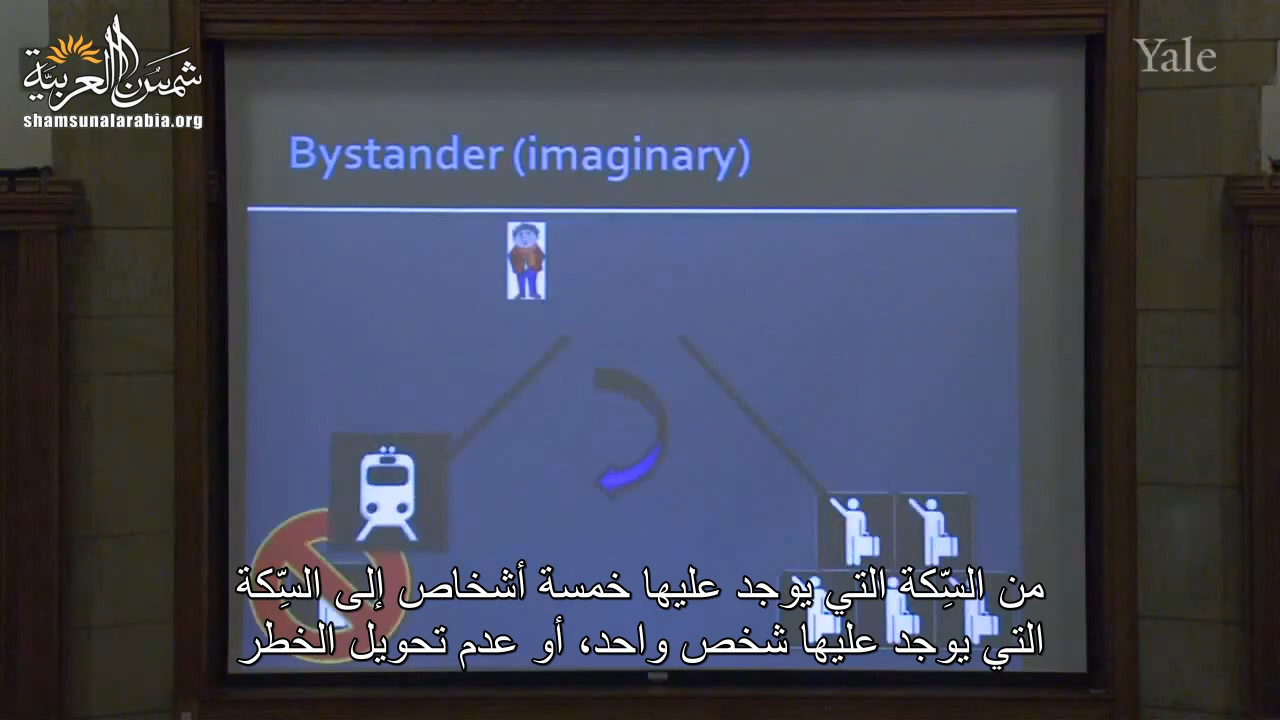 شمس العربية
shamsunalarabia.org
Yale
Bystander (imaginary)
من السِّكة التي يوجد عليها خمسة أشخاص إلى السِّكة
التي يوجد عليها شخص واحد، أو عدم تحويل الخطر